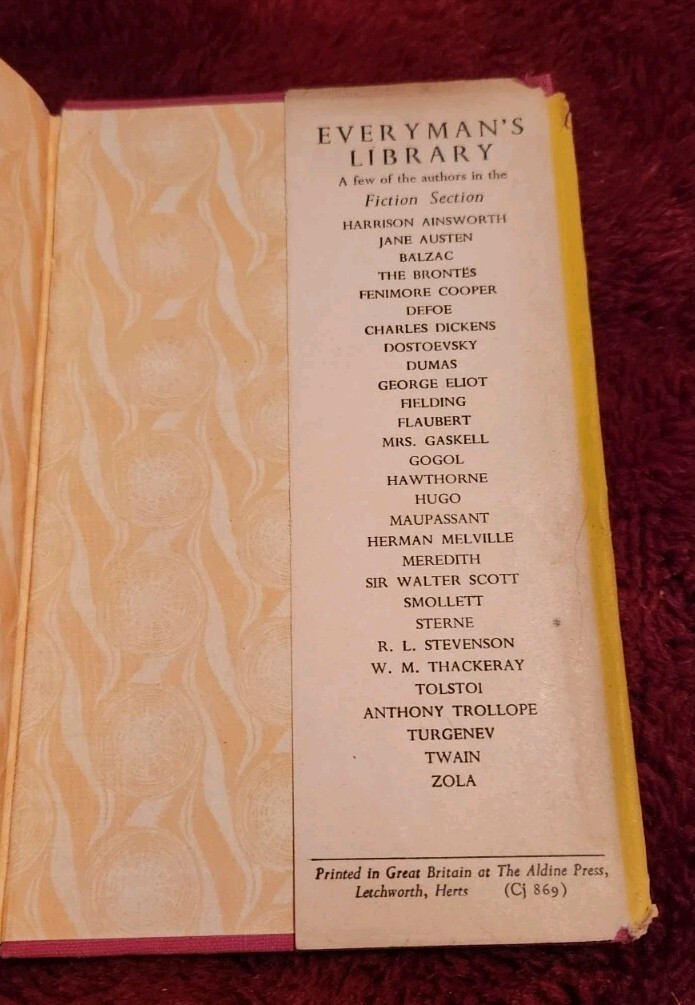 EVERYMAN'S
LIBRARY
A few of the authors in the
Fiction Section
HARRISON AINSWORTH
JANE AUSTEN
BALZAC
THE BRONTËS
FENIMORE COOPER
DEFOE
CHARLES DICKENS
DOSTOEVSKY
DUMAS
GEORGE ELIOT
FIELDING
FLAUBERT
MRS. GASKELL
GOGOL
HAWTHORNE
HUGO
MAUPASSANT
HERMAN MELVILLE
MEREDITH
SIR WALTER SCOTT
SMOLLETT
STERNE
R. L. STEVENSON
W. M. THACKERAY
TOLSTOI
ANTHONY TROLLOPE
TURGENEV
TWAIN
ZOLA
Printed in Great Britain at The Aldine Press,
Letchworth, Herts (Cj 869)